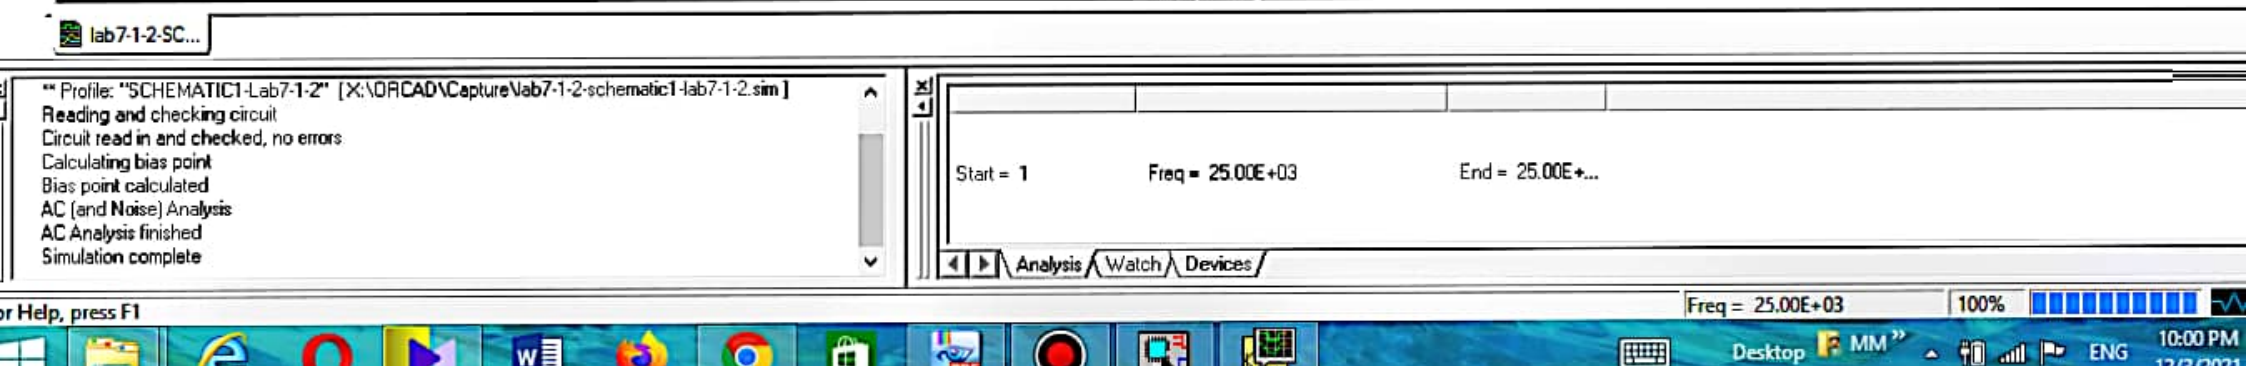 lab7-1-2-SC...
** Profile: "SCHEMATIC1-Lab7-1-2" [ X:\ORCAD\Capture\lab7-1-2-schematic1-lab7-1-2.sim ]
Reading and checking circuit
Circuit read in and checked, no errors
Calculating bias point
Bias point calculated
AC (and Noise) Analysis
AC Analysis finished
Simulation complete
Start = 1 Freq = 25.00E+03 End = 25.00E+...
Analysis Watch Devices
or Help, press F1 Freq = 25.00E+03 100%
Desktop MM ENG 10:00 PM